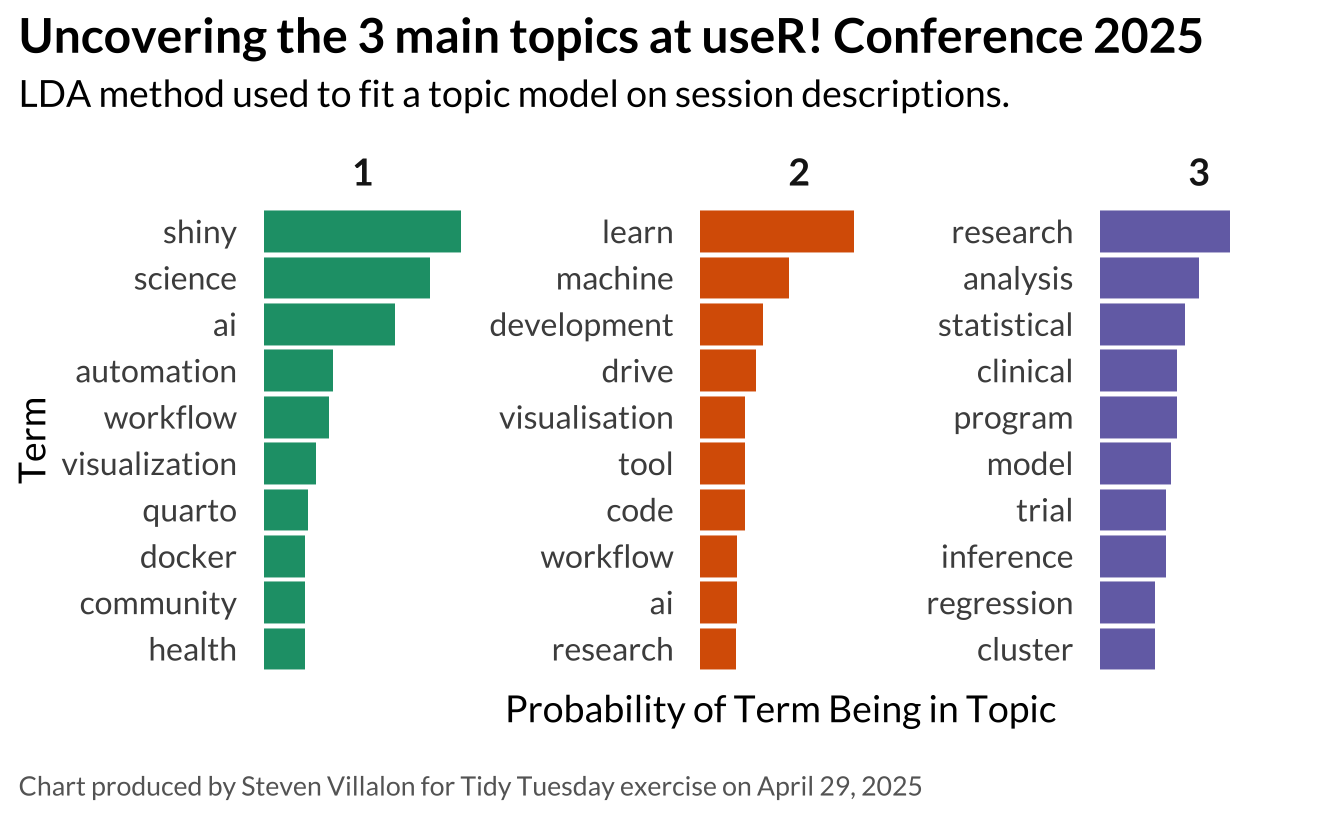 Uncovering the 3 main topics at useR! Conference 2025
LDA method used to fit a topic model on session descriptions.
1
shiny
science
ai
automation
workflow
visualization
quarto
docker
community
health
2
learn
machine
development
drive
visualisation
tool
code
workflow
ai
research
3
research
analysis
statistical
clinical
program
model
trial
inference
regression
cluster
Term
Probability of Term Being in Topic
Chart produced by Steven Villalon for Tidy Tuesday exercise on April 29, 2025